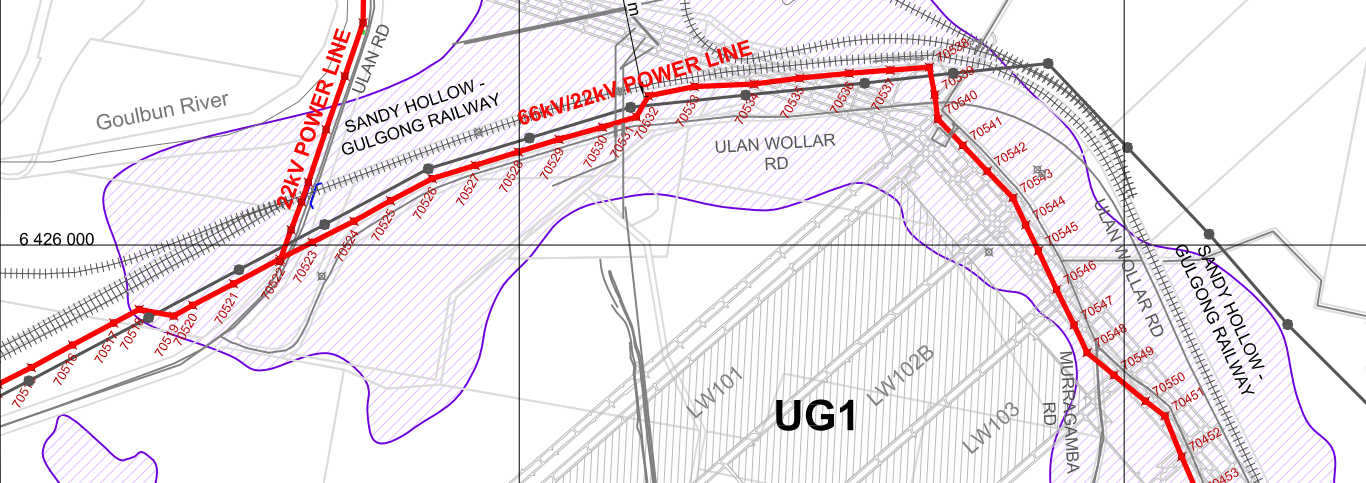 22kV POWER LINE
ULAN RD
Goulbun River
SANDY HOLLOW -
GULGONG RAILWAY
66kV/22kV POWER LINE
m
ULAN WOLLAR
RD
6 426 000
70516
70517
70518
70519
70520
70521
70522
70523
70524
70525
70526
70527
70528
70529
70530
70531
70532
70533
70534
70535
70536
70537
70538
70539
70540
70541
70542
70543
70544
70545
70546
70547
70548
70549
70550
70451
70452
70453
ULAN WOLLAR RD
SANDY HOLLOW -
GULGONG RAILWAY
MURRAGAMBA
RD
LW101
LW102B
LW103
UG1